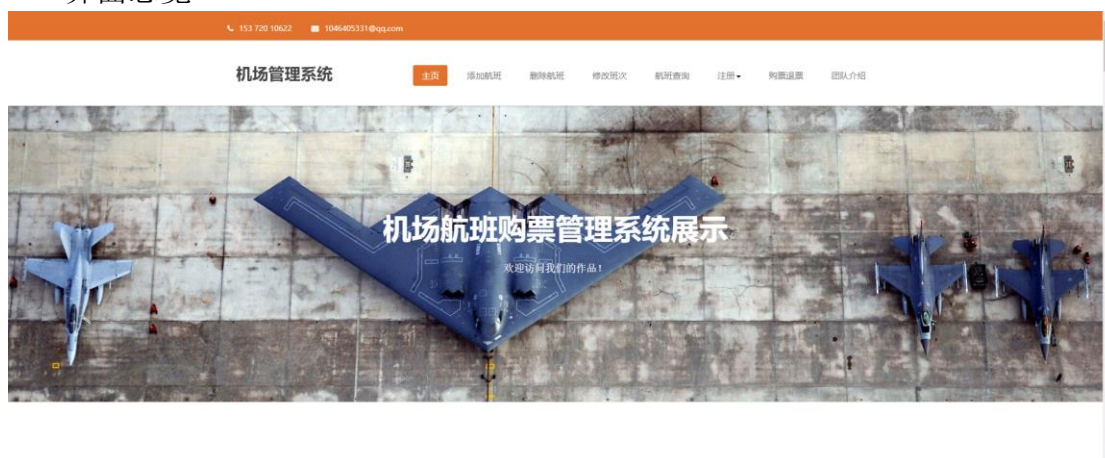 界面总览
153 720 10622 1046405331@qq.com
机场管理系统
主页 添加航班 删除航班 修改班次 航班查询 注册 购票退票 团队介绍
机场航班购票管理系统展示
欢迎访问我们的作品！